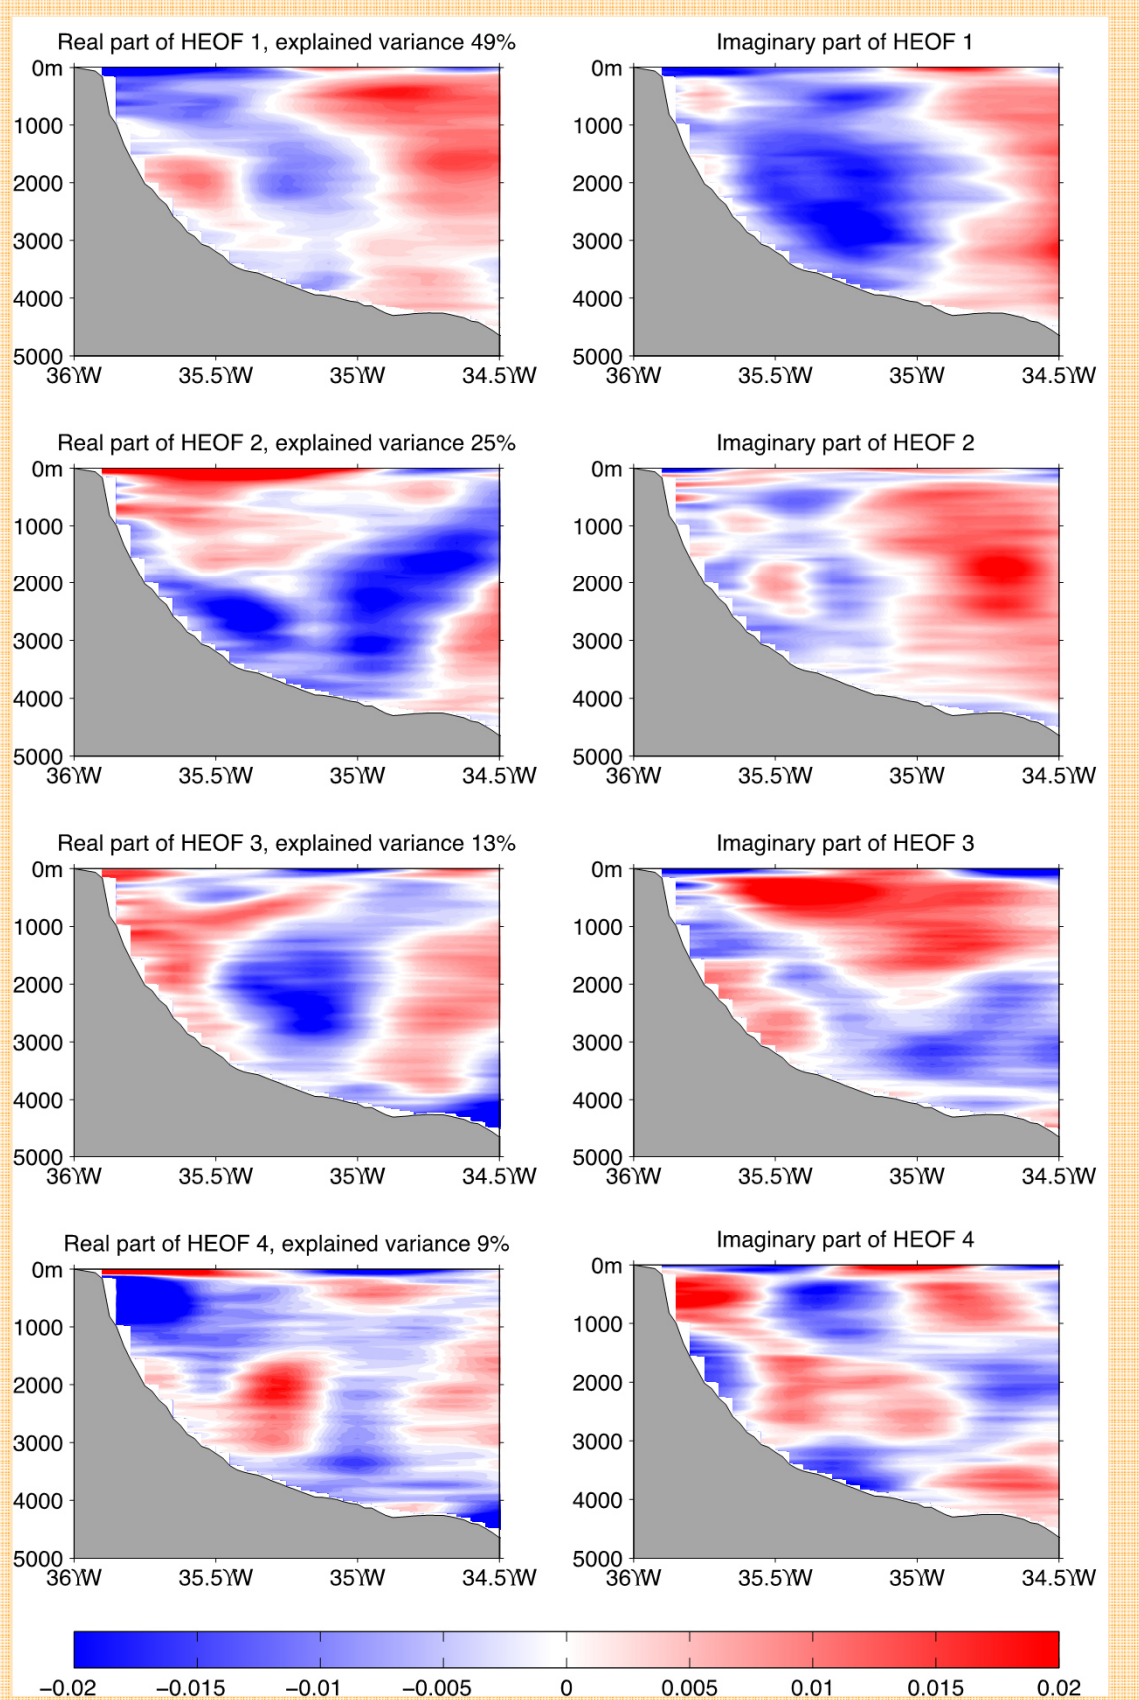 Real part of HEOF 1, explained variance 49%
Imaginary part of HEOF 1
0m
1000
2000
3000
4000
5000
36°W 35.5°W 35°W 34.5°W
0m
1000
2000
3000
4000
5000
36°W 35.5°W 35°W 34.5°W
Real part of HEOF 2, explained variance 25%
Imaginary part of HEOF 2
0m
1000
2000
3000
4000
5000
36°W 35.5°W 35°W 34.5°W
0m
1000
2000
3000
4000
5000
36°W 35.5°W 35°W 34.5°W
Real part of HEOF 3, explained variance 13%
Imaginary part of HEOF 3
0m
1000
2000
3000
4000
5000
36°W 35.5°W 35°W 34.5°W
0m
1000
2000
3000
4000
5000
36°W 35.5°W 35°W 34.5°W
Real part of HEOF 4, explained variance 9%
Imaginary part of HEOF 4
0m
1000
2000
3000
4000
5000
36°W 35.5°W 35°W 34.5°W
0m
1000
2000
3000
4000
5000
36°W 35.5°W 35°W 34.5°W
−0.02 −0.015 −0.01 −0.005 0 0.005 0.01 0.015 0.02